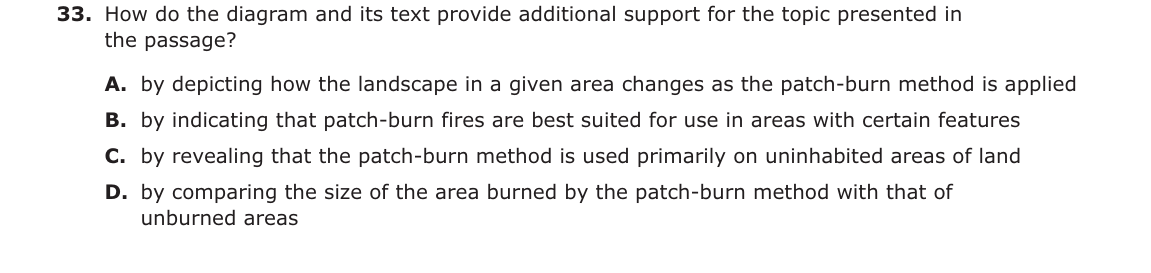 33. How do the diagram and its text provide additional support for the topic presented in
the passage?
A. by depicting how the landscape in a given area changes as the patch-burn method is applied
B. by indicating that patch-burn fires are best suited for use in areas with certain features
C. by revealing that the patch-burn method is used primarily on uninhabited areas of land
D. by comparing the size of the area burned by the patch-burn method with that of
unburned areas